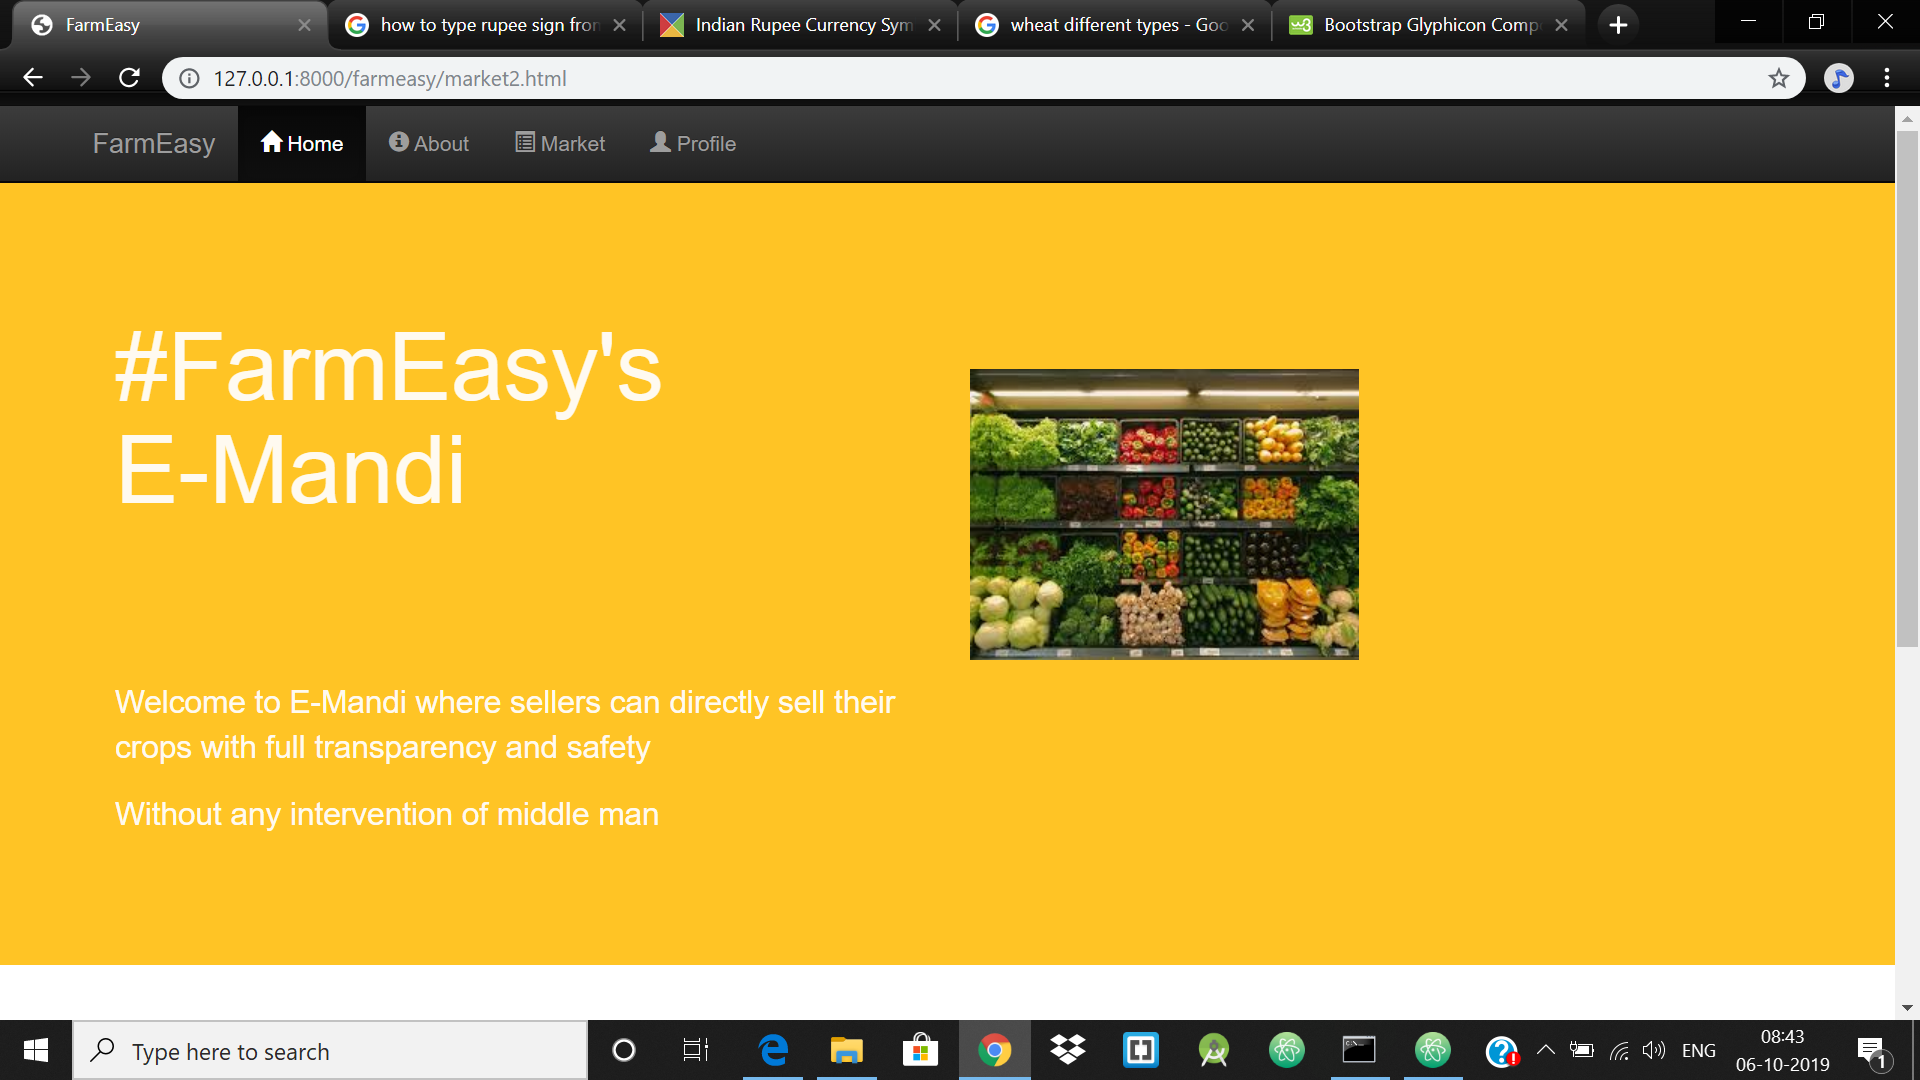 FarmEasy
how to type rupee sign fron
Indian Rupee Currency Sym
wheat different types - Goo
Bootstrap Glyphicon Comp
127.0.0.1:8000/farmeasy/market2.html
FarmEasy
Home
About
Market
Profile
#FarmEasy's
E-Mandi
Welcome to E-Mandi where sellers can directly sell their
crops with full transparency and safety
Without any intervention of middle man
Type here to search
ENG
08:43
06-10-2019
1